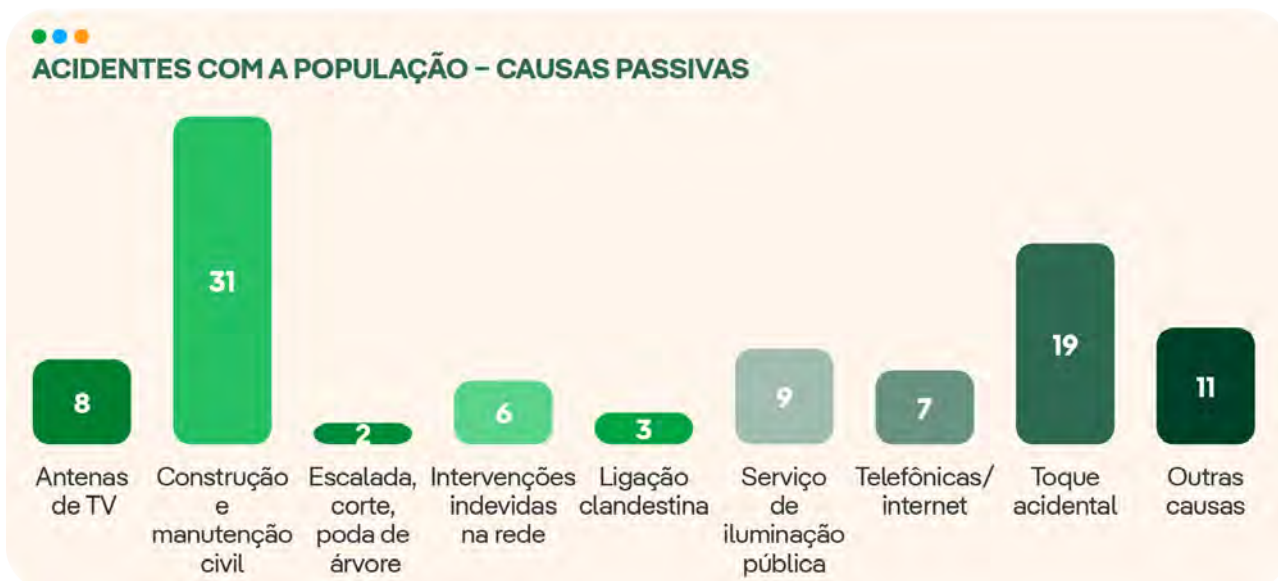 ACIDENTES COM A POPULAÇÃO – CAUSAS PASSIVAS
8
31
2
6
3
9
7
19
11
Antenas
de TV
Construção
e
manutenção
civil
Escalada,
corte,
poda de
árvore
Intervenções
indevidas
na rede
Ligação
clandestina
Serviço
de
iluminação
pública
Telefônicas/
internet
Toque
acidental
Outras
causas